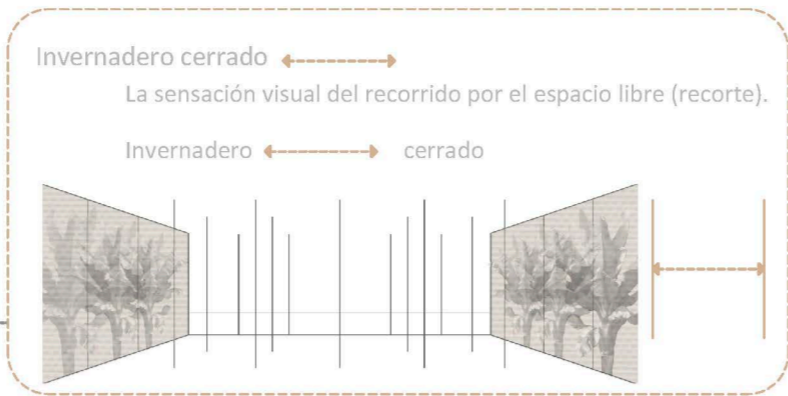 Invernadero cerrado
La sensación visual del recorrido por el espacio libre (recorte).
Invernadero cerrado